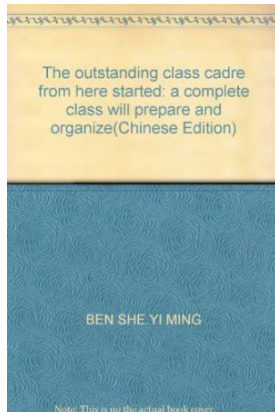 The outstanding class cadre
from here started: a complete
class will prepare and
organize(Chinese Edition)
BEN SHE.YI MING
Note: This is no the actual book cover